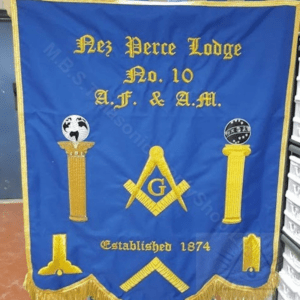 Nez Perce Lodge
No. 10
A.F. & A.M.
G
Established 1874